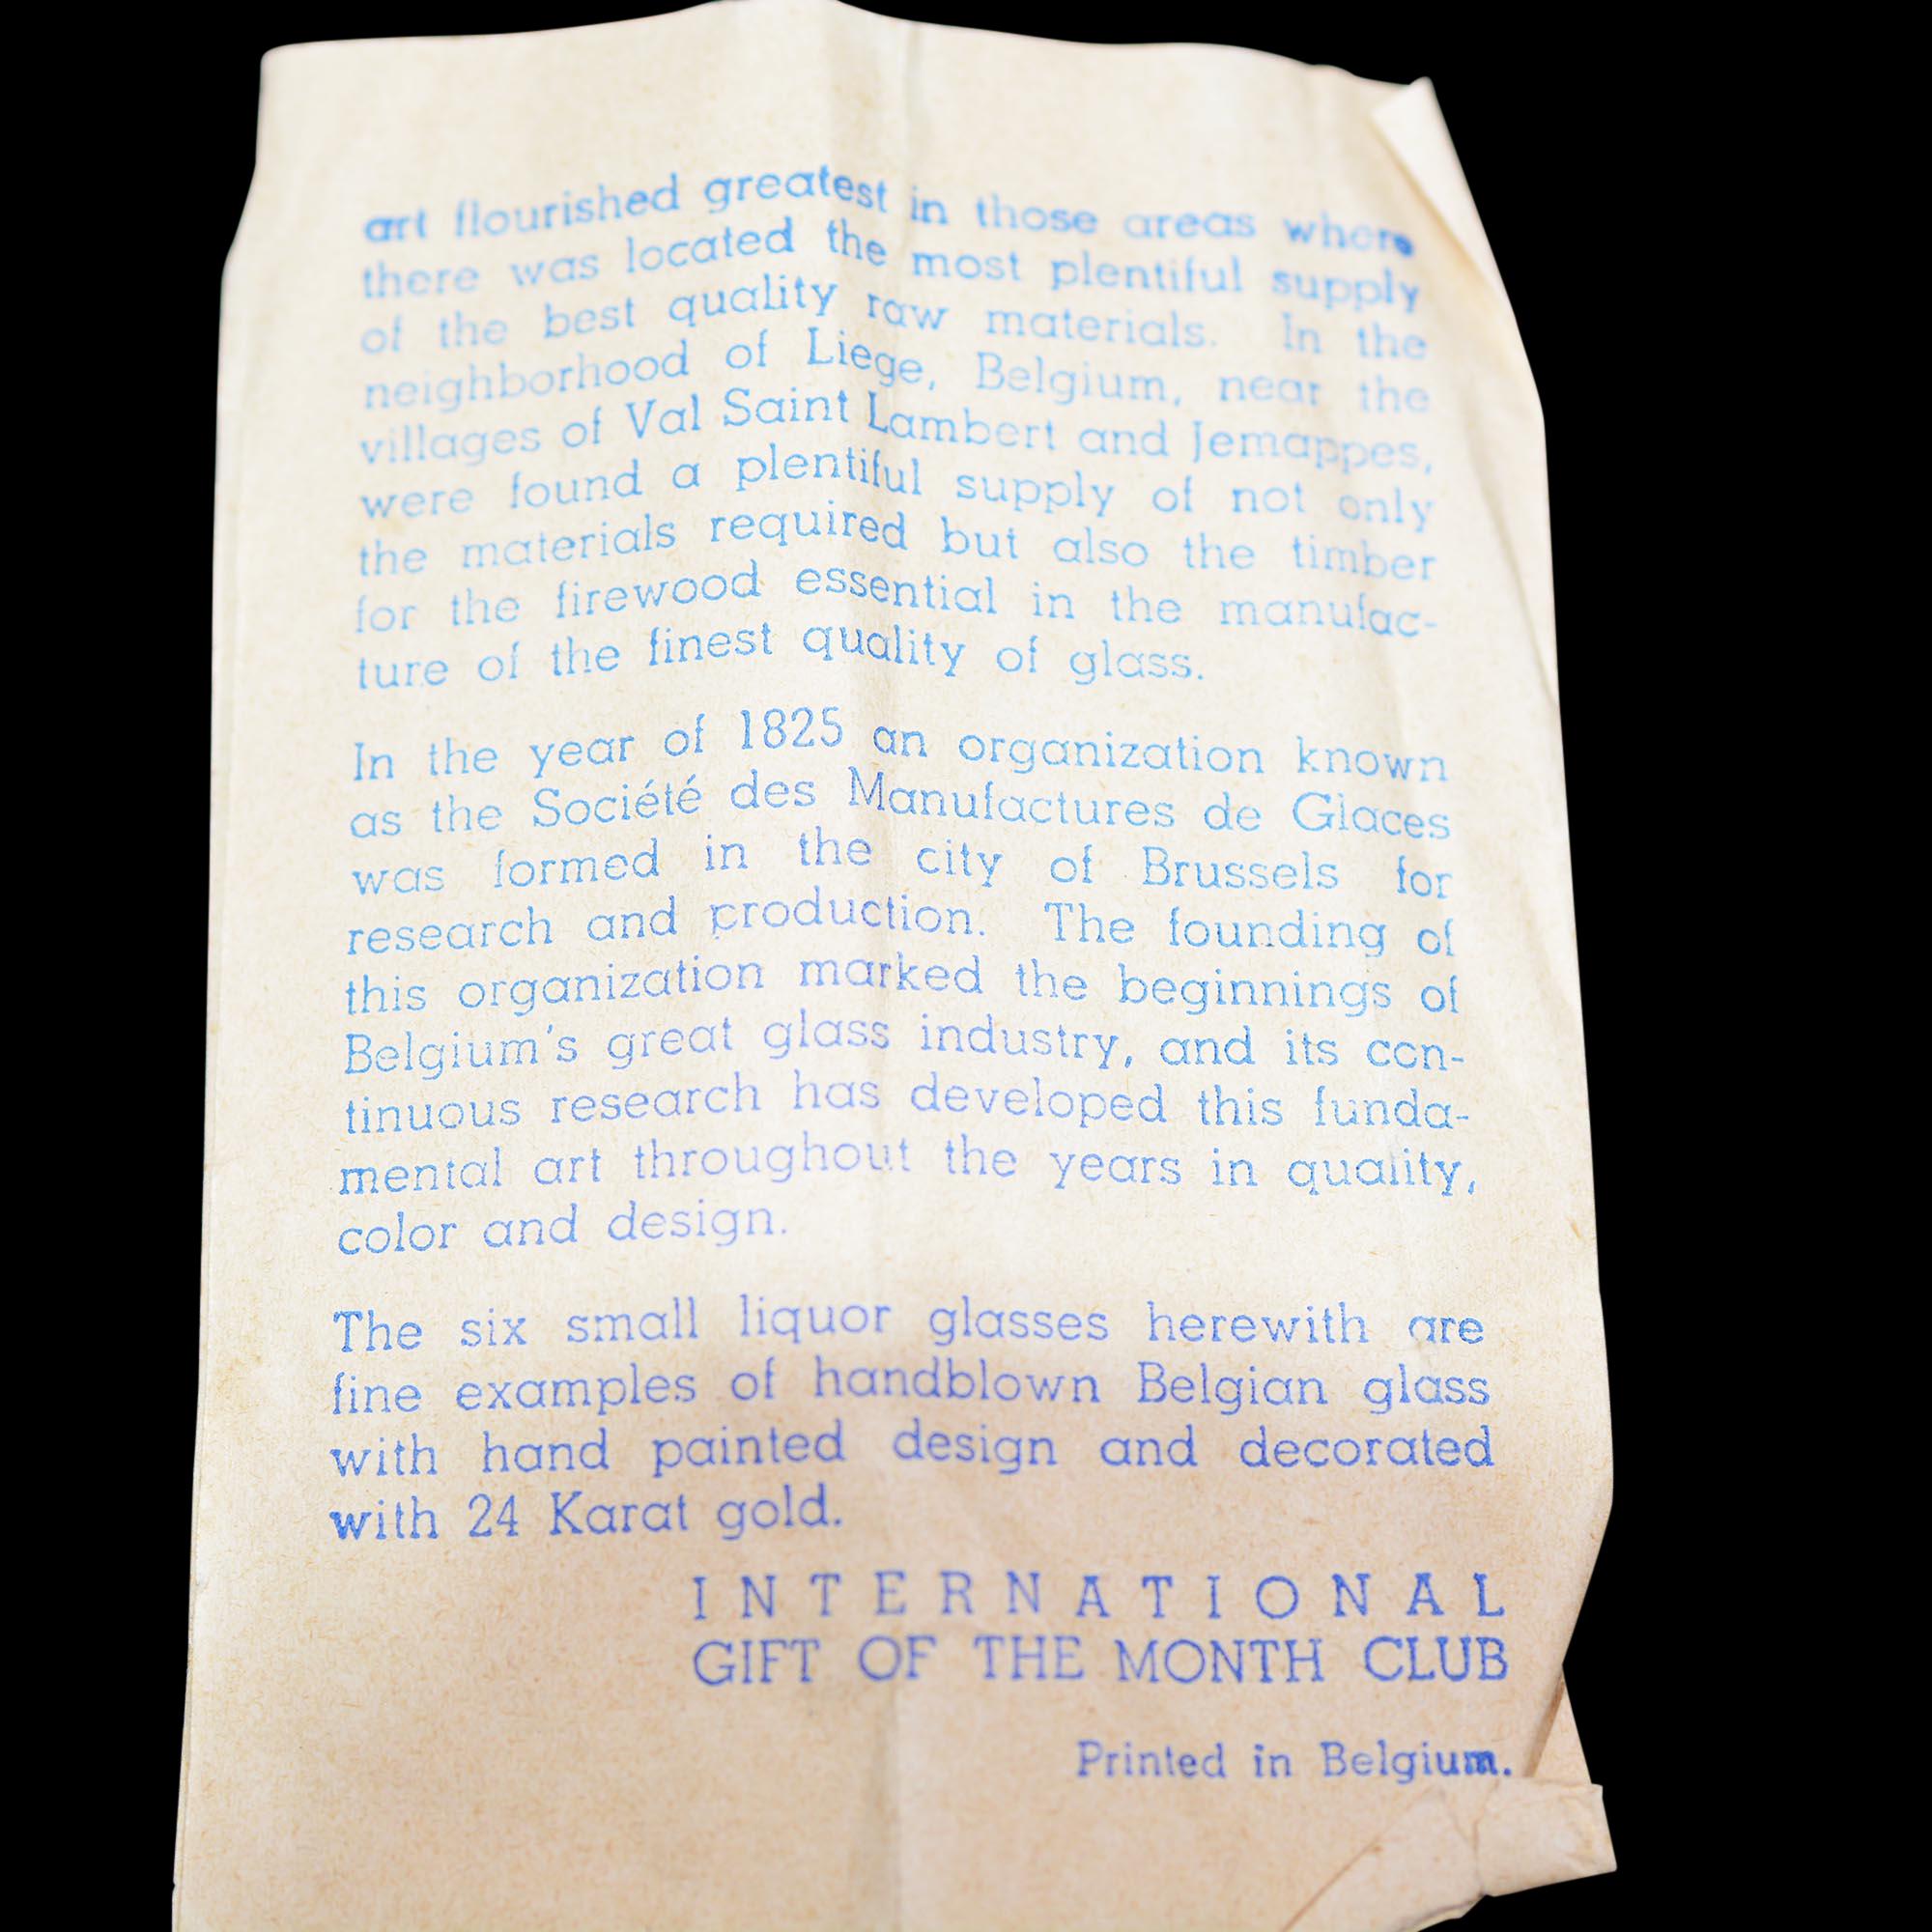 art flourished greatest in those areas where
there was located the most plentiful supply
of the best quality raw materials. In the
neighborhood of Liege, Belgium, near the
villages of Val Saint Lambert and Jemappes,
were found a plentiful supply of not only
the materials required but also the timber
for the firewood essential in the manufac-
ture of the finest quality of glass.
In the year of 1825 an organization known
as the Société des Manufactures de Glaces
was formed in the city of Brussels for
research and production. The founding of
this organization marked the beginnings of
Belgium's great glass industry, and its con-
tinuous research has developed this funda-
mental art throughout the years in quality,
color and design.
The six small liquor glasses herewith are
fine examples of handblown Belgian glass
with hand painted design and decorated
with 24 Karat gold.
INTERNATIONAL
GIFT OF THE MONTH CLUB
Printed in Belgium.